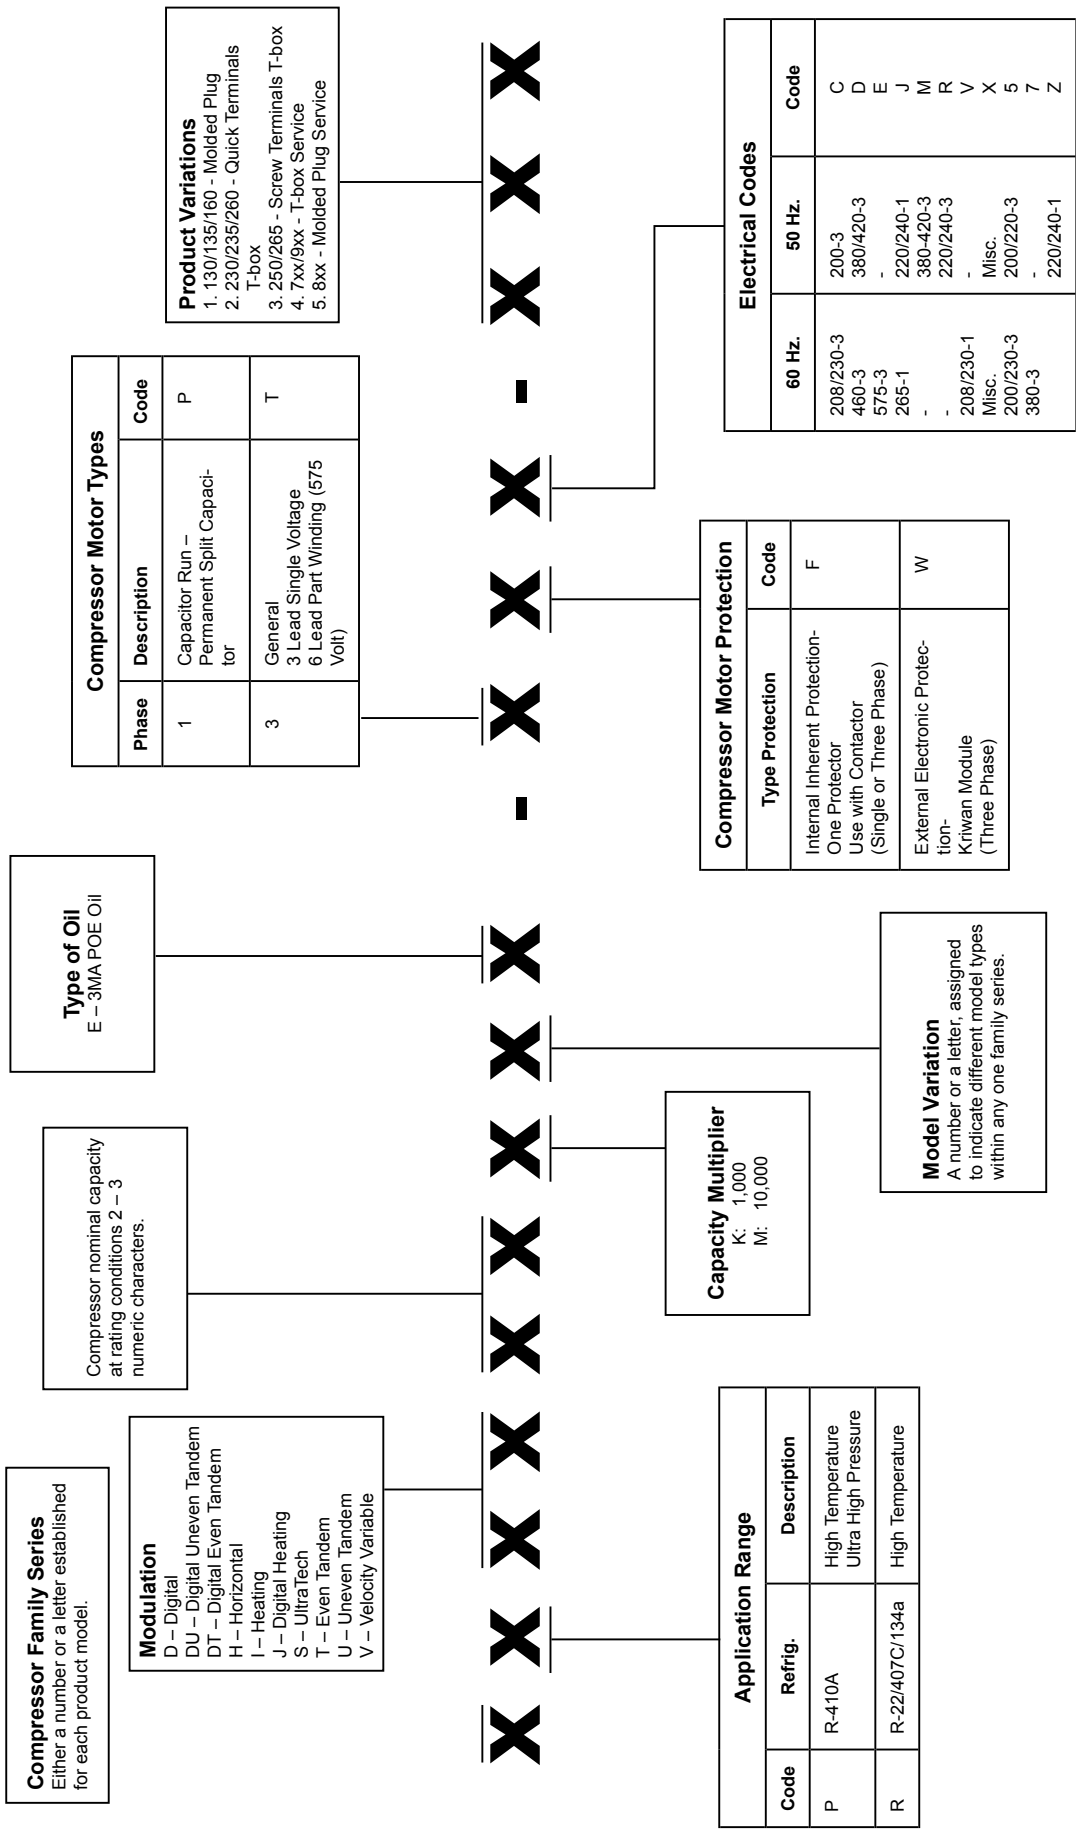 Compressor Family Series
Either a number or a letter established
for each product model.
Modulation
D – Digital
DU – Digital Uneven Tandem
DT – Digital Even Tandem
H – Horizontal
I – Heating
J – Digital Heating
S – UltraTech
T – Even Tandem
U – Uneven Tandem
V – Velocity Variable
Compressor nominal capacity
at rating conditions 2 – 3
numeric characters.
Type of Oil
E – 3MA POE Oil
Compressor Motor Types
Phase Description Code
1 Capacitor Run – P
Permanent Split Capaci-
tor
3 General T
3 Lead Single Voltage
6 Lead Part Winding (575
Volt)
Product Variations
1. 130/135/160 - Molded Plug
2. 230/235/260 - Quick Terminals
T-box
3. 250/265 - Screw Terminals T-box
4. 7xx/9xx - T-box Service
5. 8xx - Molded Plug Service
X X X X X X X X X - X X X - X X X
Application Range
Code Refrig. Description
P R-410A High Temperature
Ultra High Pressure
R R-22/407C/134a High Temperature
Capacity Multiplier
K: 1,000
M: 10,000
Model Variation
A number or a letter, assigned
to indicate different model types
within any one family series.
Compressor Motor Protection
Type Protection Code
Internal Inherent Protection- F
One Protector
Use with Contactor
(Single or Three Phase)
External Electronic Protec- W
tion-
Kriwan Module
(Three Phase)
Electrical Codes
60 Hz. 50 Hz. Code
208/230-3 200-3 C
460-3 380/420-3 D
575-3 - E
265-1 220/240-1 J
- 380-420-3 M
- 220/240-3 R
208/230-1 - V
Misc. Misc. X
200/230-3 200/220-3 5
380-3 - 7
220/240-1 Z